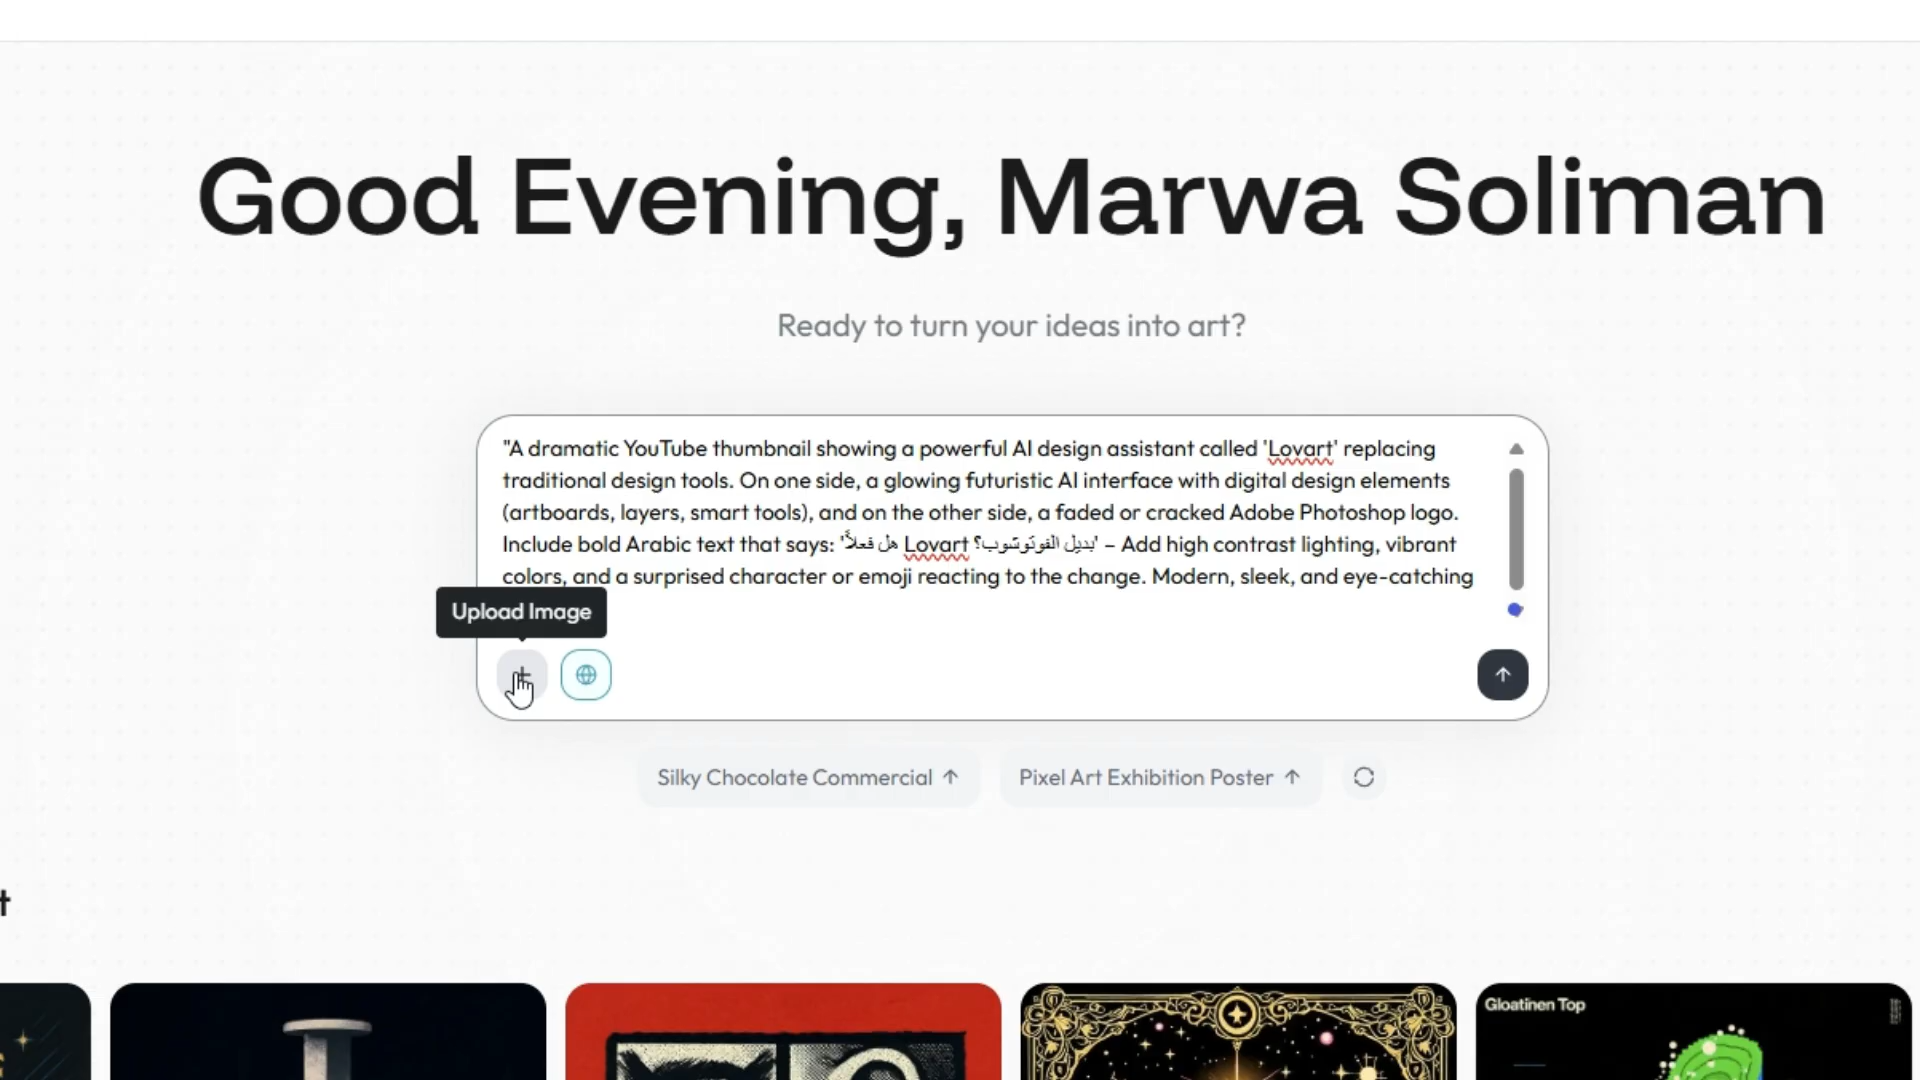 Good Evening, Marwa Soliman
Ready to turn your ideas into art?
"A dramatic YouTube thumbnail showing a powerful AI design assistant called 'Lovart' replacing
traditional design tools. On one side, a glowing futuristic AI interface with digital design elements
(artboards, layers, smart tools), and on the other side, a faded or cracked Adobe Photoshop logo.
Include bold Arabic text that says: 'هل فعلاً Lovart بديل الفوتوشوب؟' – Add high contrast lighting, vibrant
colors, and a surprised character or emoji reacting to the change. Modern, sleek, and eye-catching
Upload Image
Silky Chocolate Commercial ↑
Pixel Art Exhibition Poster ↑
t
Gloatinen Top